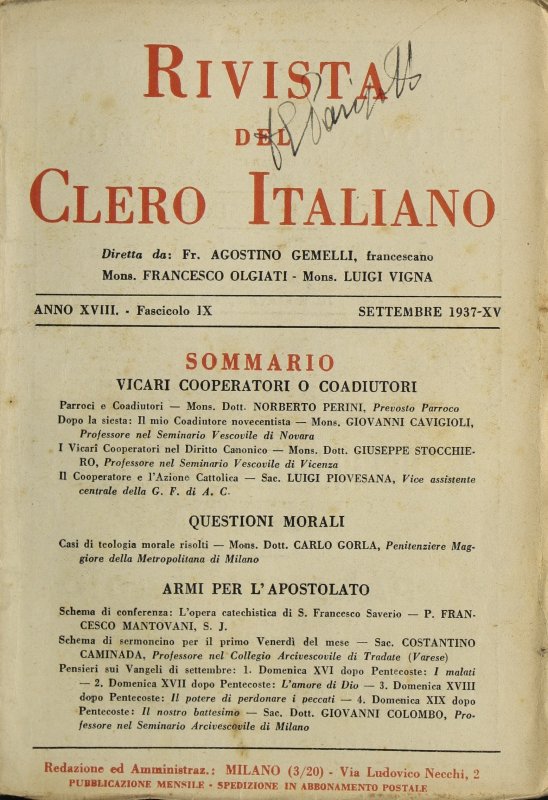 RIVISTA
DEL
CLERO ITALIANO
Diretta da: Fr. AGOSTINO GEMELLI, francescano
Mons. FRANCESCO OLGIATI - Mons. LUIGI VIGNA
ANNO XVIII. - Fascicolo IX SETTEMBRE 1937-XV
SOMMARIO
VICARI COOPERATORI O COADIUTORI
Parroci e Coadiutori — Mons. Dott. NORBERTO PERINI, Prevosto Parroco
Dopo la siesta: Il mio Coadiutore novecentista — Mons. GIOVANNI CAVIGIOLI,
Professore nel Seminario Vescovile di Novara
I Vicarî Cooperatori nel Diritto Canonico — Mons. Dott. GIUSEPPE STOCCHIE-
RO, Professore nel Seminario Vescovile di Vicenza
Il Cooperatore e l'Azione Cattolica — Sac. LUIGI PIOVESANA, Vice assistente
centrale della G. F. di A. C.
QUESTIONI MORALI
Casi di teologia morale risolti — Mons. Dott. CARLO GORLA, Penitenziere Mag-
giore della Metropolitana di Milano
ARMI PER L'APOSTOLATO
Schema di conferenza: L'opera catechistica di S. Francesco Saverio — P. FRAN-
CESCO MANTOVANI, S. J.
Schema di sermoncino per il primo Venerdì del mese — Sac. COSTANTINO
CAMINADA, Professore nel Collegio Arcivescovile di Tradate (Varese)
Pensieri sui Vangeli di settembre: 1. Domenica XVI dopo Pentecoste: I malati
— 2. Domenica XVII dopo Pentecoste: L'amore di Dio — 3. Domenica XVIII
dopo Pentecoste: Il potere di perdonare i peccati — 4. Domenica XIX dopo
Pentecoste: Il nostro battesimo — Sac. Dott. GIOVANNI COLOMBO, Pro-
fessore nel Seminario Arcivescovile di Milano
Redazione ed Amministraz.: MILANO (3/20) - Via Ludovico Necchi, 2
PUBBLICAZIONE MENSILE - SPEDIZIONE IN ABBONAMENTO POSTALE